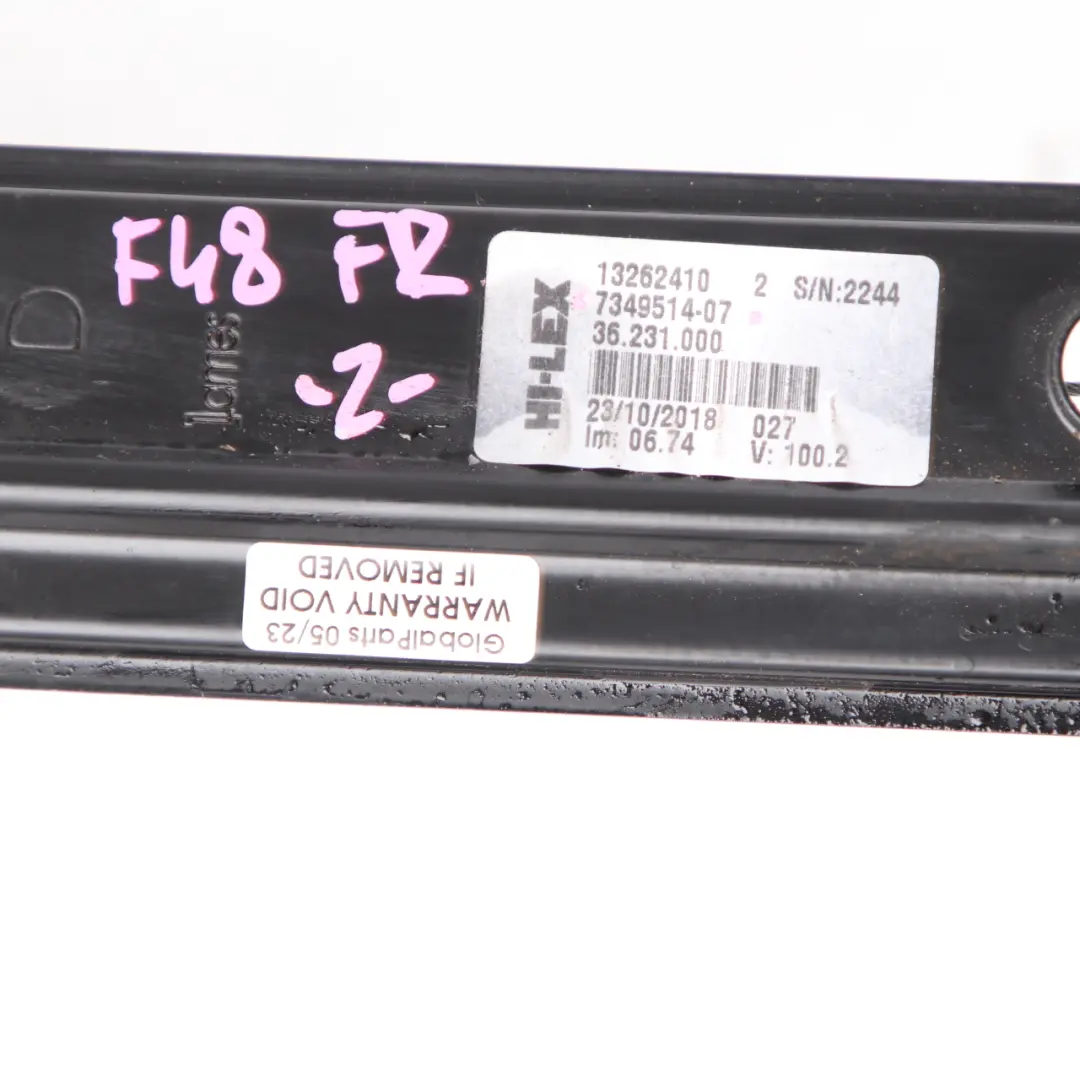 F48 FR
-2-
D
llames
HI-LEX
13262410 2 S/N:2244
7349514-07
36.231.000
23/10/2018 027
Im: 06.74 V: 100.2
GlobalParts 05/23
WARRANTY VOID
IF REMOVED